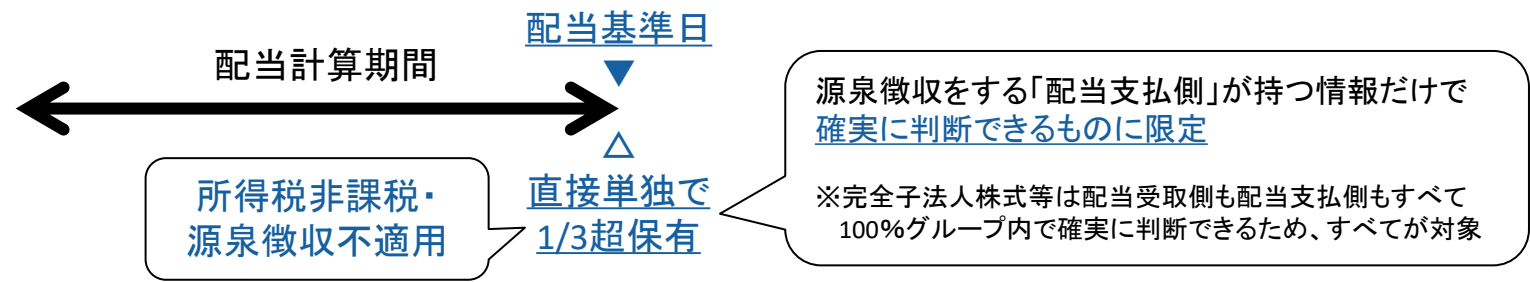 配当基準日
配当計算期間
▼
源泉徴収をする「配当支払側」が持つ情報だけで
確実に判断できるものに限定
△
所得税非課税・
源泉徴収不適用
直接単独で
1/3超保有
※完全子法人株式等は配当受取側も配当支払側もすべて
100%グループ内で確実に判断できるため、すべてが対象